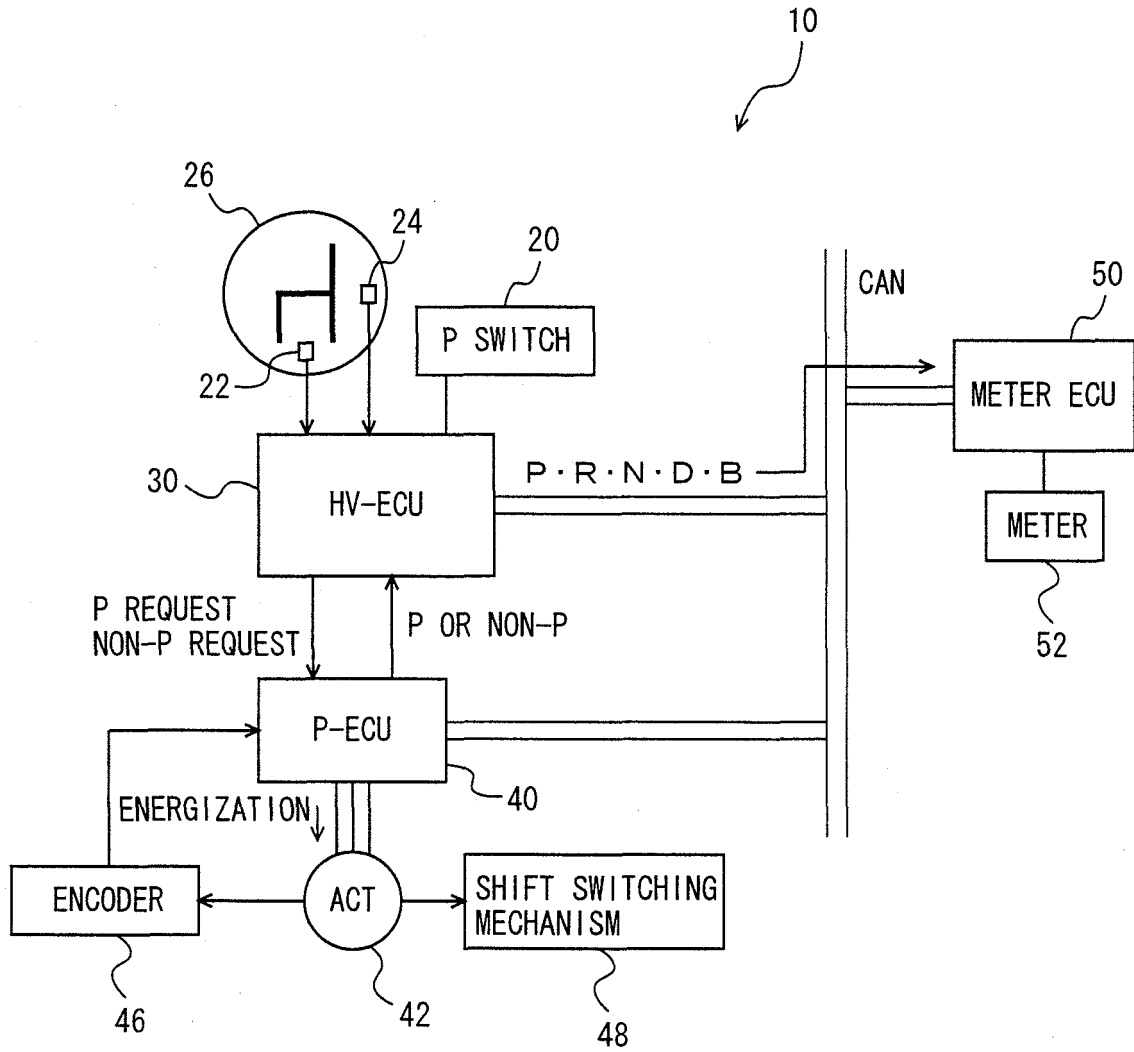 10
26
24
20
CAN
50
P SWITCH
22
METER ECU
P·R·N·D·B
30
HV-ECU
METER
P REQUEST
NON-P REQUEST
P OR NON-P
52
P-ECU
40
ENERGIZATION
ENCODER
ACT
SHIFT SWITCHING
MECHANISM
46
42
48